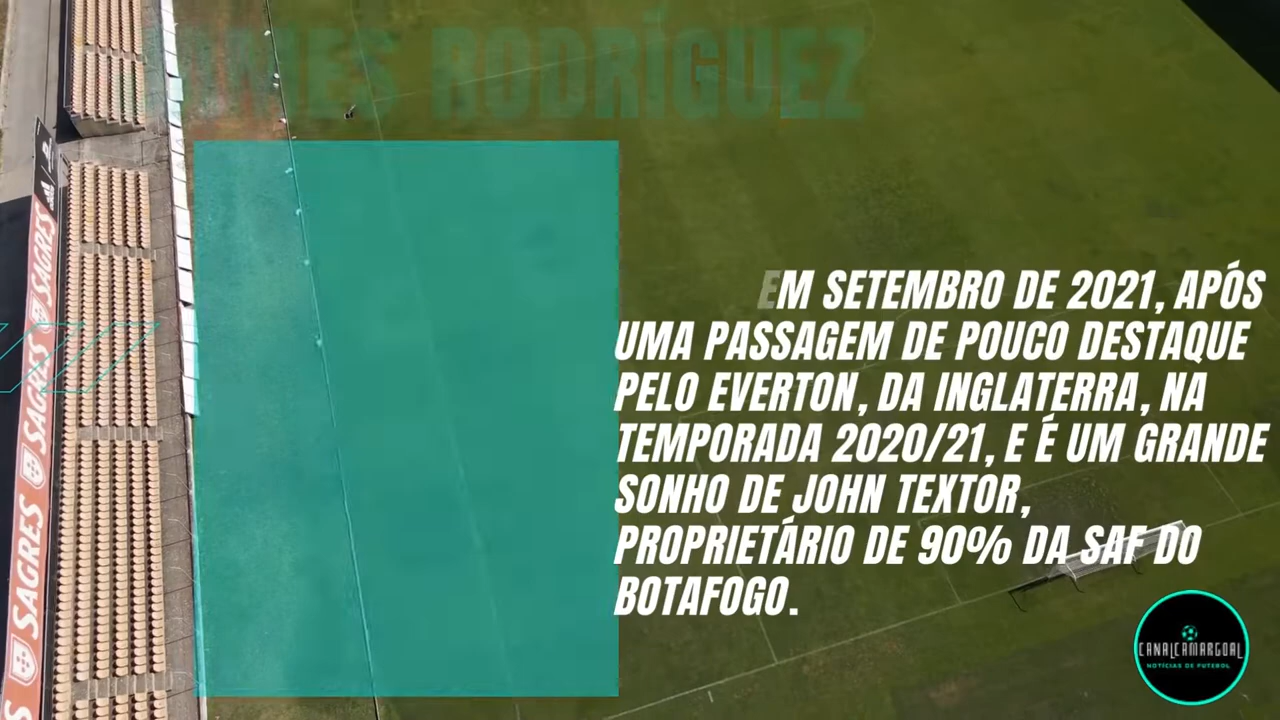 JAMES RODRÍGUEZ
EM SETEMBRO DE 2021, APÓS
UMA PASSAGEM DE POUCO DESTAQUE
PELO EVERTON, DA INGLATERRA, NA
TEMPORADA 2020/21, E É UM GRANDE
SONHO DE JOHN TEXTOR,
PROPRIETÁRIO DE 90% DA SAF DO
BOTAFOGO.
SAGRES
SAGRES
SAGRES
SAGRES
CANALCAMARGOAL
NOTÍCIAS DE FUTEBOL